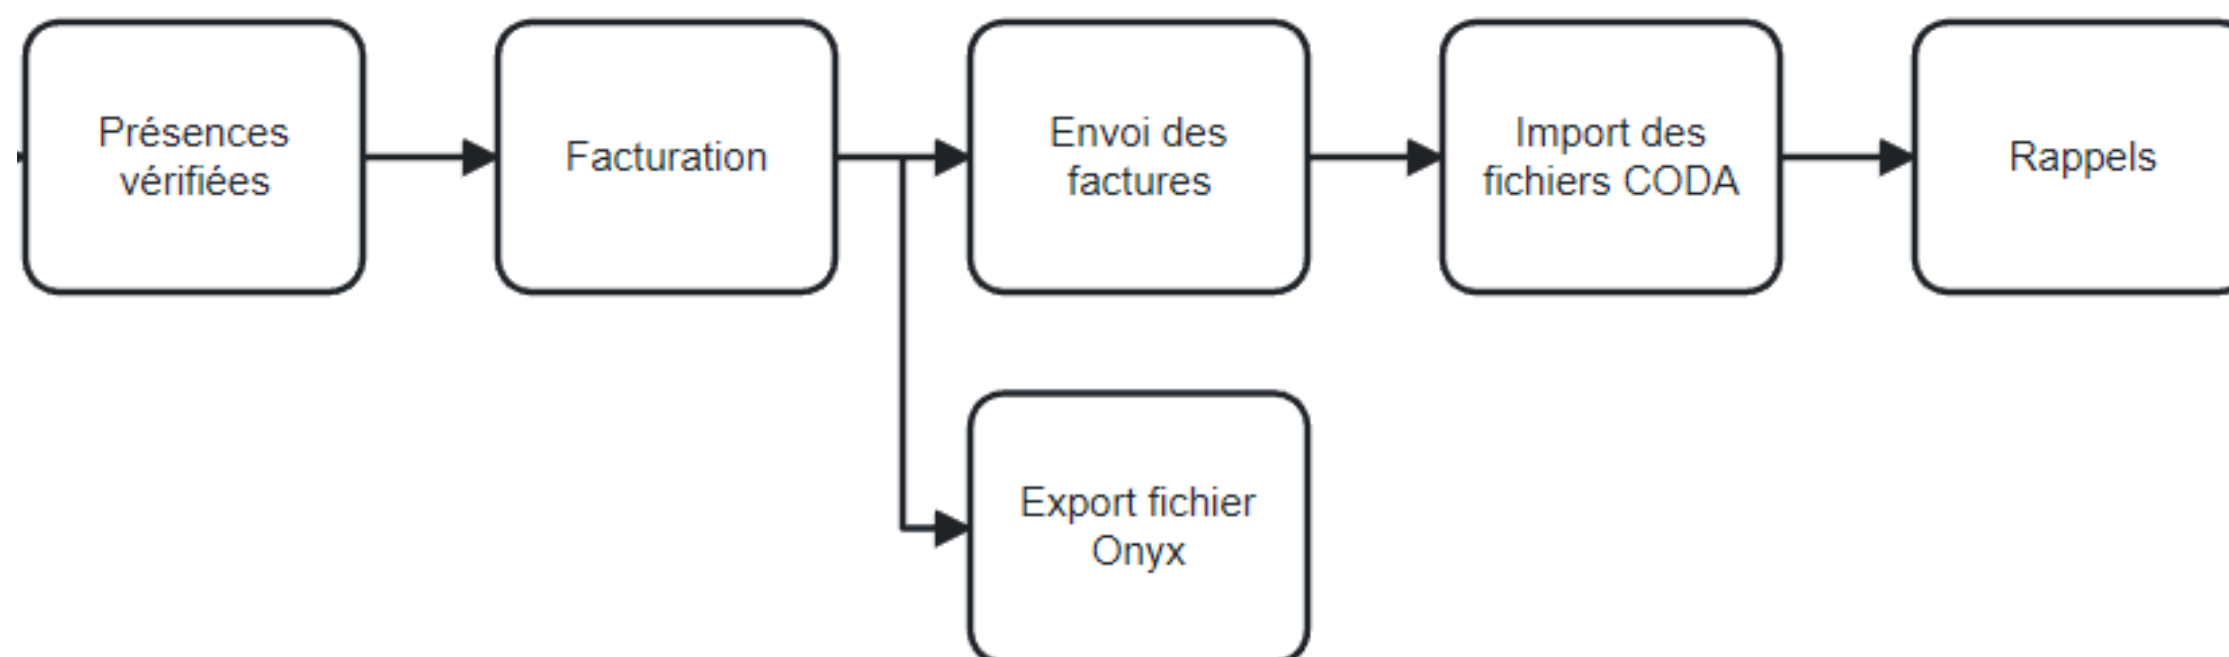 Présences
vérifiées
Facturation
Envoi des
factures
Import des
fichiers CODA
Rappels
Export fichier
Onyx